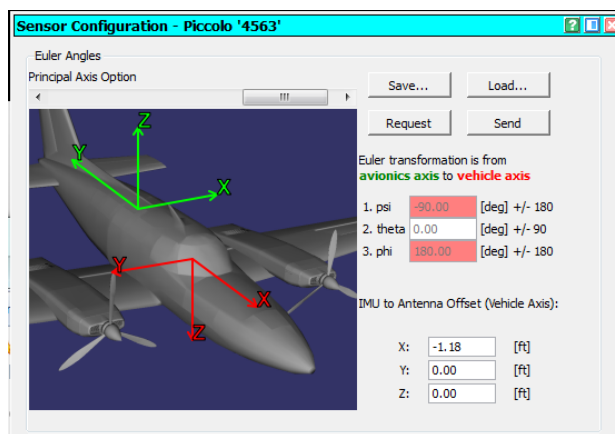 Sensor Configuration - Piccolo '4563'
Euler Angles
Principal Axis Option
Save... Load...
Request Send
Z
Y
X
Y
X
Z
Euler transformation is from
avionics axis to vehicle axis
1. psi -90.00 [deg] +/- 180
2. theta 0.00 [deg] +/- 90
3. phi 180.00 [deg] +/- 180
IMU to Antenna Offset (Vehicle Axis):
X: -1.18 [ft]
Y: 0.00 [ft]
Z: 0.00 [ft]